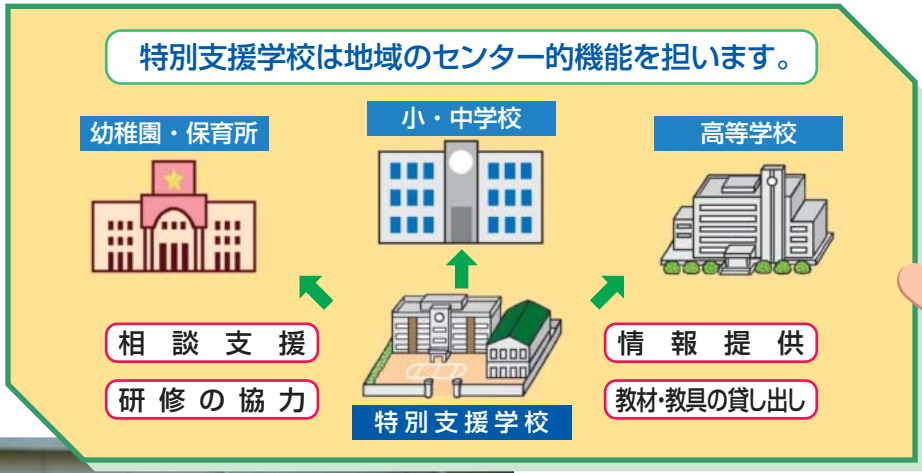 特別支援学校は地域のセンター的機能を担います。
幼稚園・保育所
小・中学校
高等学校
相談支援
情報提供
研修の協力
教材・教具の貸し出し
特別支援学校